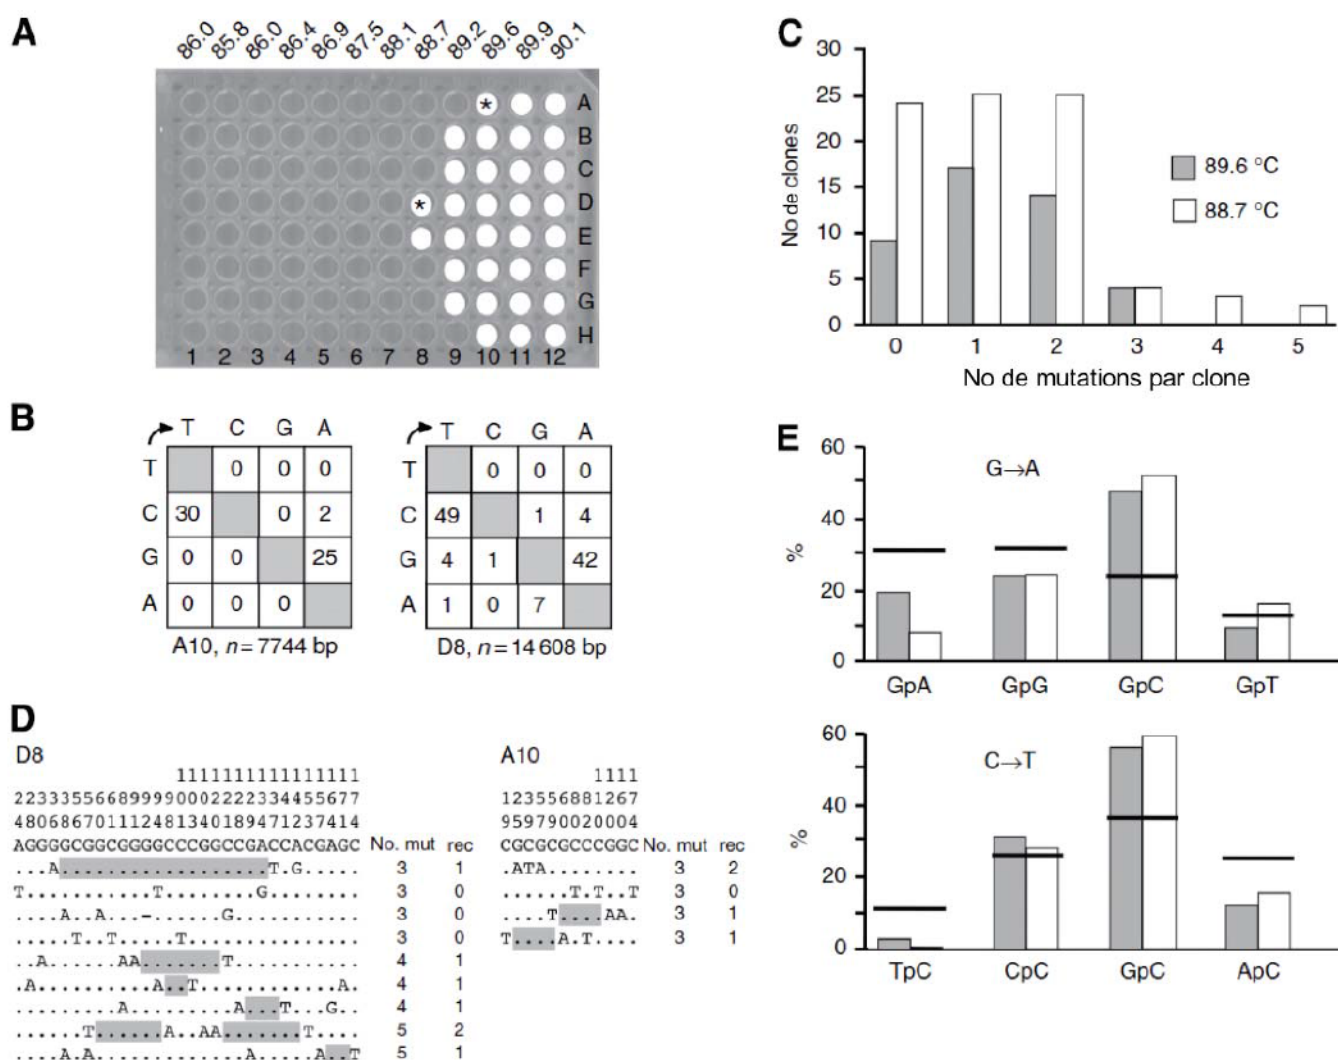 A
86.0 85.8 86.0 86.4 86.9 87.5 88.1 88.7 89.2 89.6 89.9 90.1
* A
B
C
* D
E
F
G
H
1 2 3 4 5 6 7 8 9 10 11 12
B
T C G A
T 0 0 0
C 30 0 2
G 0 0 25
A 0 0 0
A10, n= 7744 bp
T C G A
T 0 0 0
C 49 1 4
G 4 1 42
A 1 0 7
D8, n= 14 608 bp
C
No de clones
30
25
20
15
10
5
0
89.6 °C
88.7 °C
0 1 2 3 4 5
No de mutations par clone
D
D8
AGGGGCGGCGGGGCCCGGCCGACCACGAGC No. mut rec
3 1
3 0
3 0
3 0
4 1
4 1
4 1
5 2
5 1
A10
1111
123556881267
959790020004
CGCGCGCCCGGC No. mut rec
.ATA........ 3 2
......T.T..T 3 0
3 1
3 1
E
G→A
%
60
40
20
0
GpA GpG GpC GpT
C→T
%
60
40
20
0
TpC CpC GpC ApC